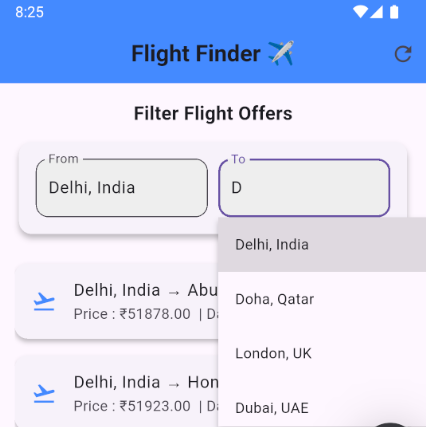 8:25
Flight Finder ✈️
Filter Flight Offers
From
To
Delhi, India
D
Delhi, India
Doha, Qatar
London, UK
Dubai, UAE
Delhi, India → Abu
Price : ₹51878.00 | Da
Delhi, India → Hon
Price : ₹51923.00 | Da